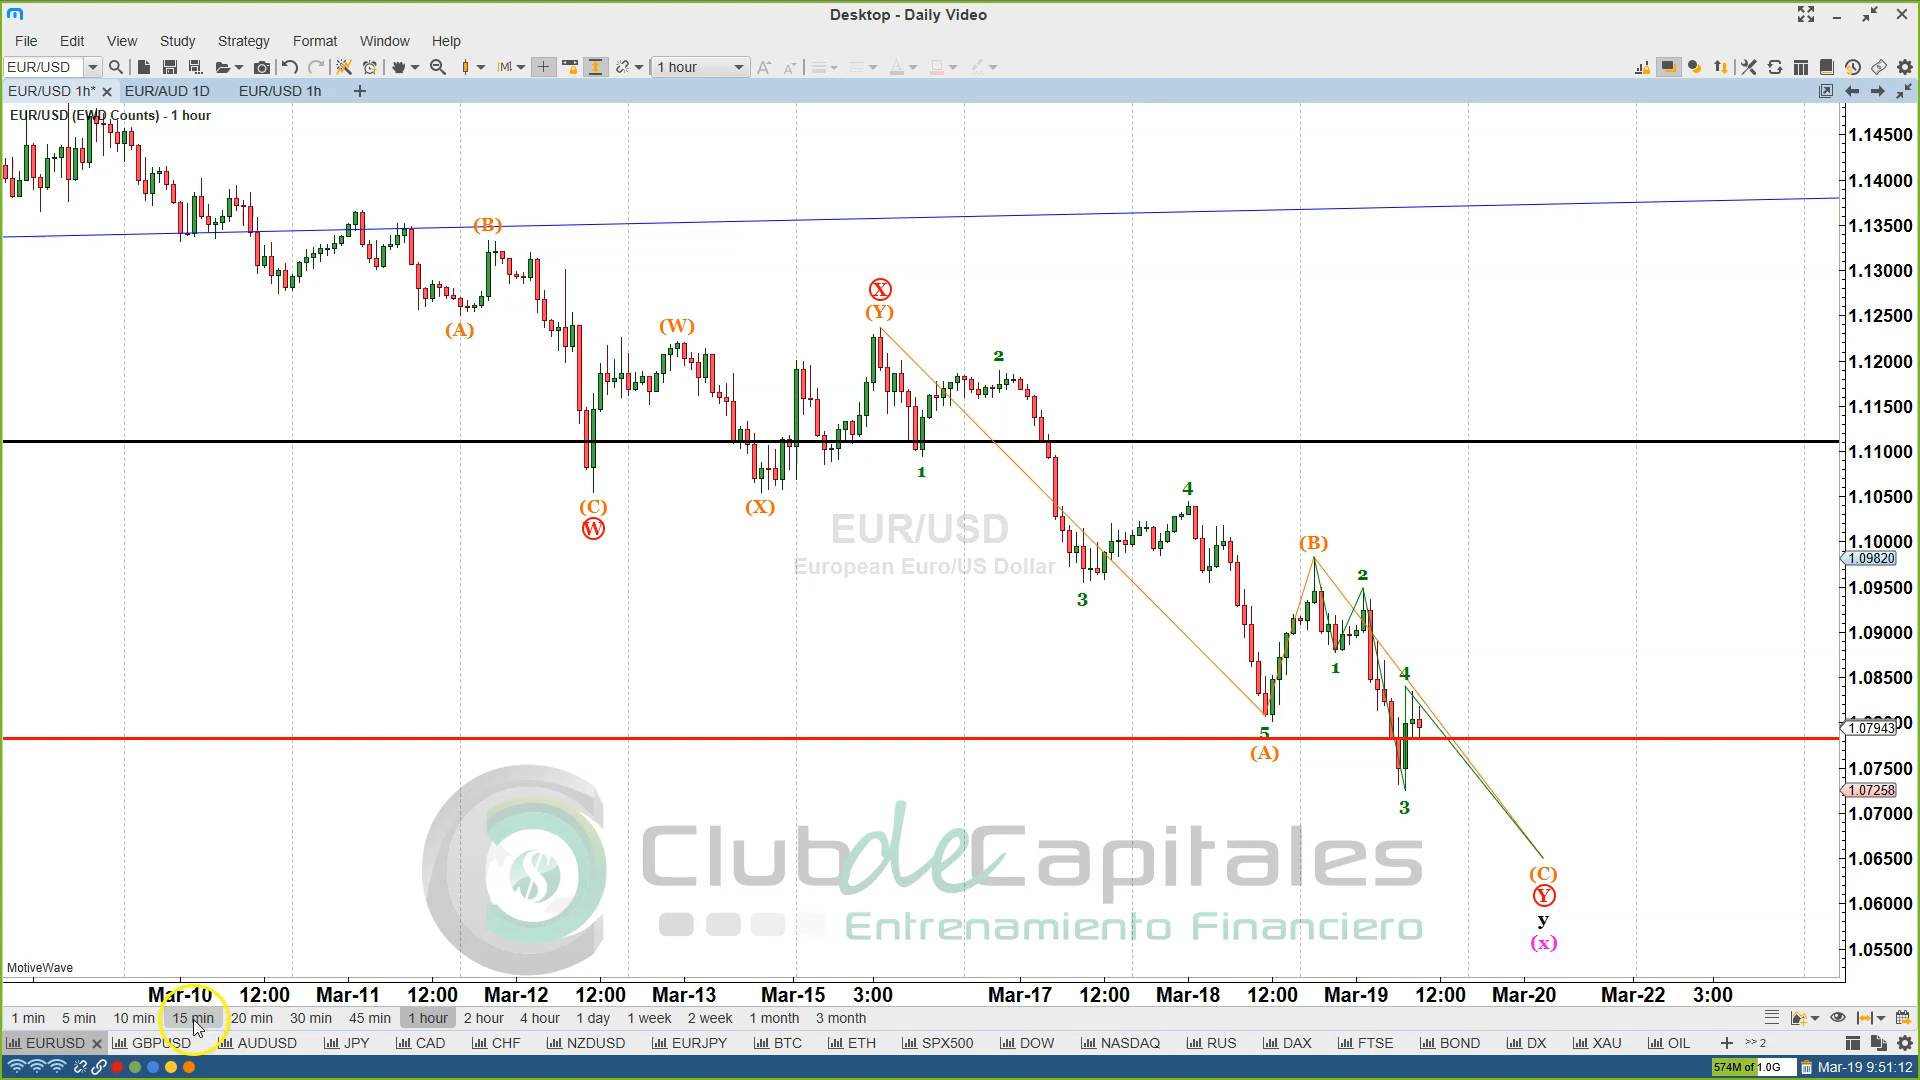 Desktop - Daily Video
File Edit View Study Strategy Format Window Help
EUR/USD 1 hour
EUR/USD 1h* EUR/AUD 1D EUR/USD 1h
EUR/USD (EWD Counts) - 1 hour
1.14500
1.14000
1.13500
1.13000
1.12500
1.12000
1.11500
1.11000
1.10500
1.10000
1.09820
1.09500
1.09000
1.08500
1.07943
1.07500
1.07258
1.07000
1.06500
1.06000
1.05500
(B)
(A)
(C)
W
(W)
(X)
X
(Y)
1
2
3
4
5
(A)
(B)
1
2
3
4
(C)
Y
y
(x)
EUR/USD
European Euro/US Dollar
Club de Capitales
Entrenamiento Financiero
MotiveWave
Mar-10 12:00 Mar-11 12:00 Mar-12 12:00 Mar-13 Mar-15 3:00 Mar-17 12:00 Mar-18 12:00 Mar-19 12:00 Mar-20 Mar-22 3:00
1 min 5 min 10 min 15 min 20 min 30 min 45 min 1 hour 2 hour 4 hour 1 day 1 week 2 week 1 month 3 month
EURUSD GBPUSD AUDUSD JPY CAD CHF NZDUSD EURJPY BTC ETH SPX500 DOW NASDAQ RUS DAX FTSE BOND DX XAU OIL >> 2
574M of 1.0G Mar-19 9:51:12